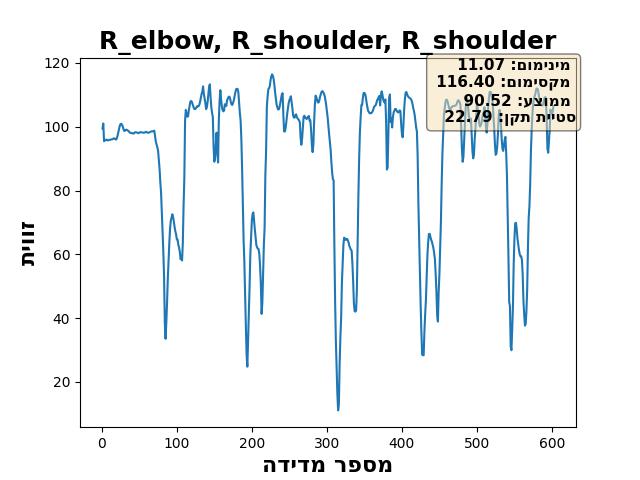 R_elbow, R_shoulder, R_shoulder
מינימום: 11.07
מקסימום: 116.40
ממוצע: 90.52
סטיית תקן: 22.79
120
100
80
60
40
20
זווית
0 100 200 300 400 500 600
מספר מדידה